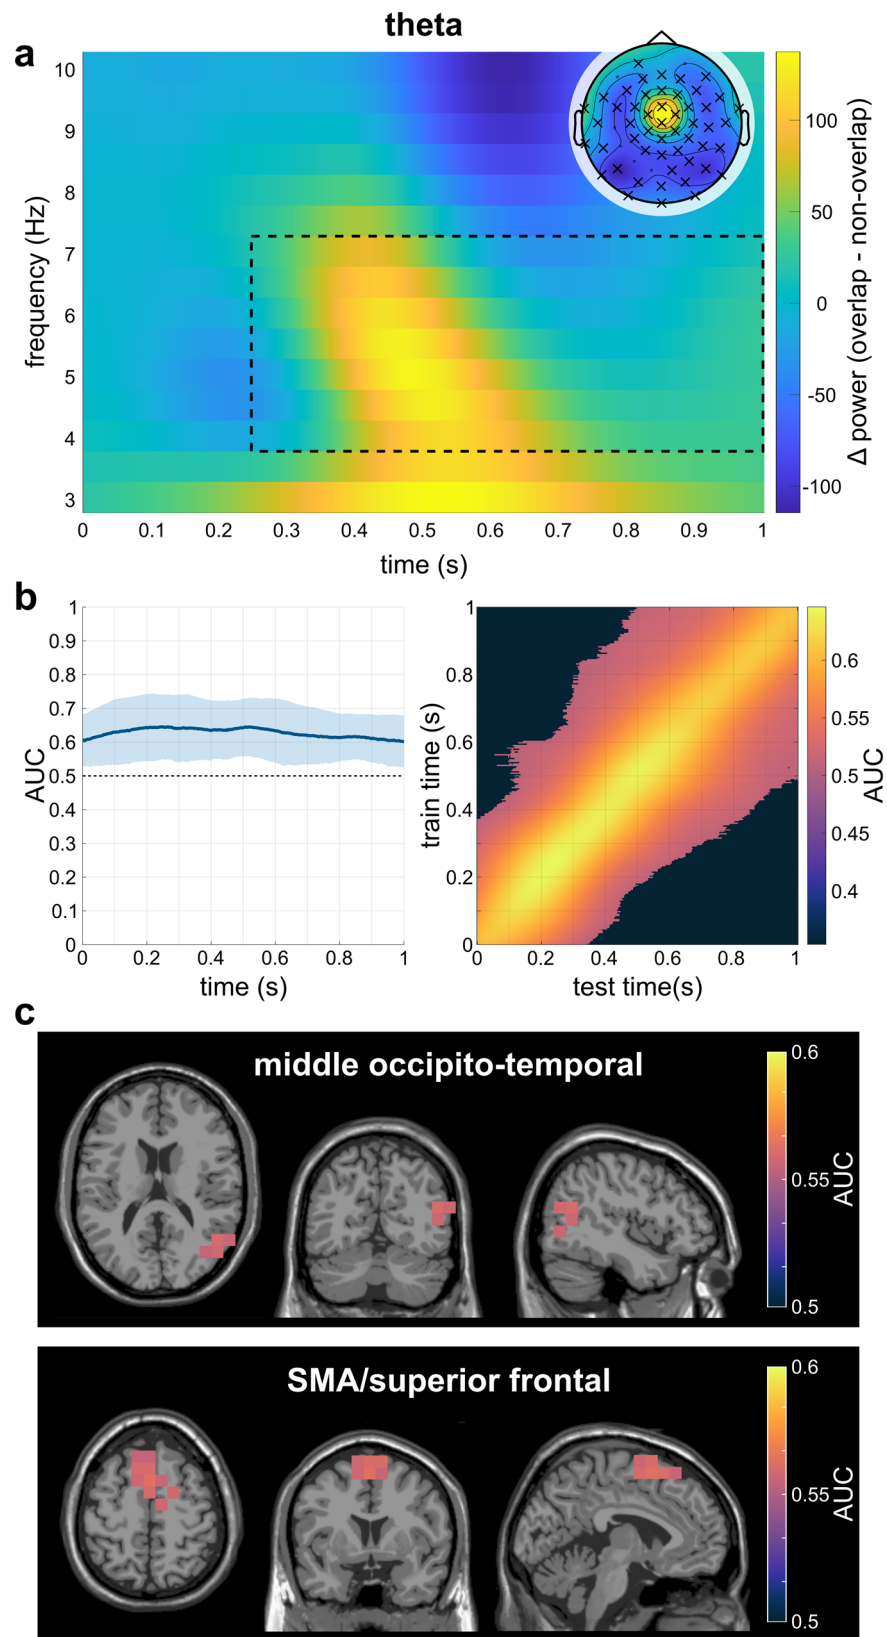 theta
a
frequency (Hz)
10
9
8
7
6
5
4
3
0 0.1 0.2 0.3 0.4 0.5 0.6 0.7 0.8 0.9 1
time (s)
100
50
0
-50
-100
Δ power (overlap - non-overlap)
b
AUC
1
0.9
0.8
0.7
0.6
0.5
0.4
0.3
0.2
0.1
0
0 0.2 0.4 0.6 0.8 1
time (s)
train time (s)
1
0.8
0.6
0.4
0.2
0
0 0.2 0.4 0.6 0.8 1
test time(s)
0.6
0.55
0.5
0.45
0.4
AUC
c
middle occipito-temporal
0.6
0.55
0.5
AUC
SMA/superior frontal
0.6
0.55
0.5
AUC